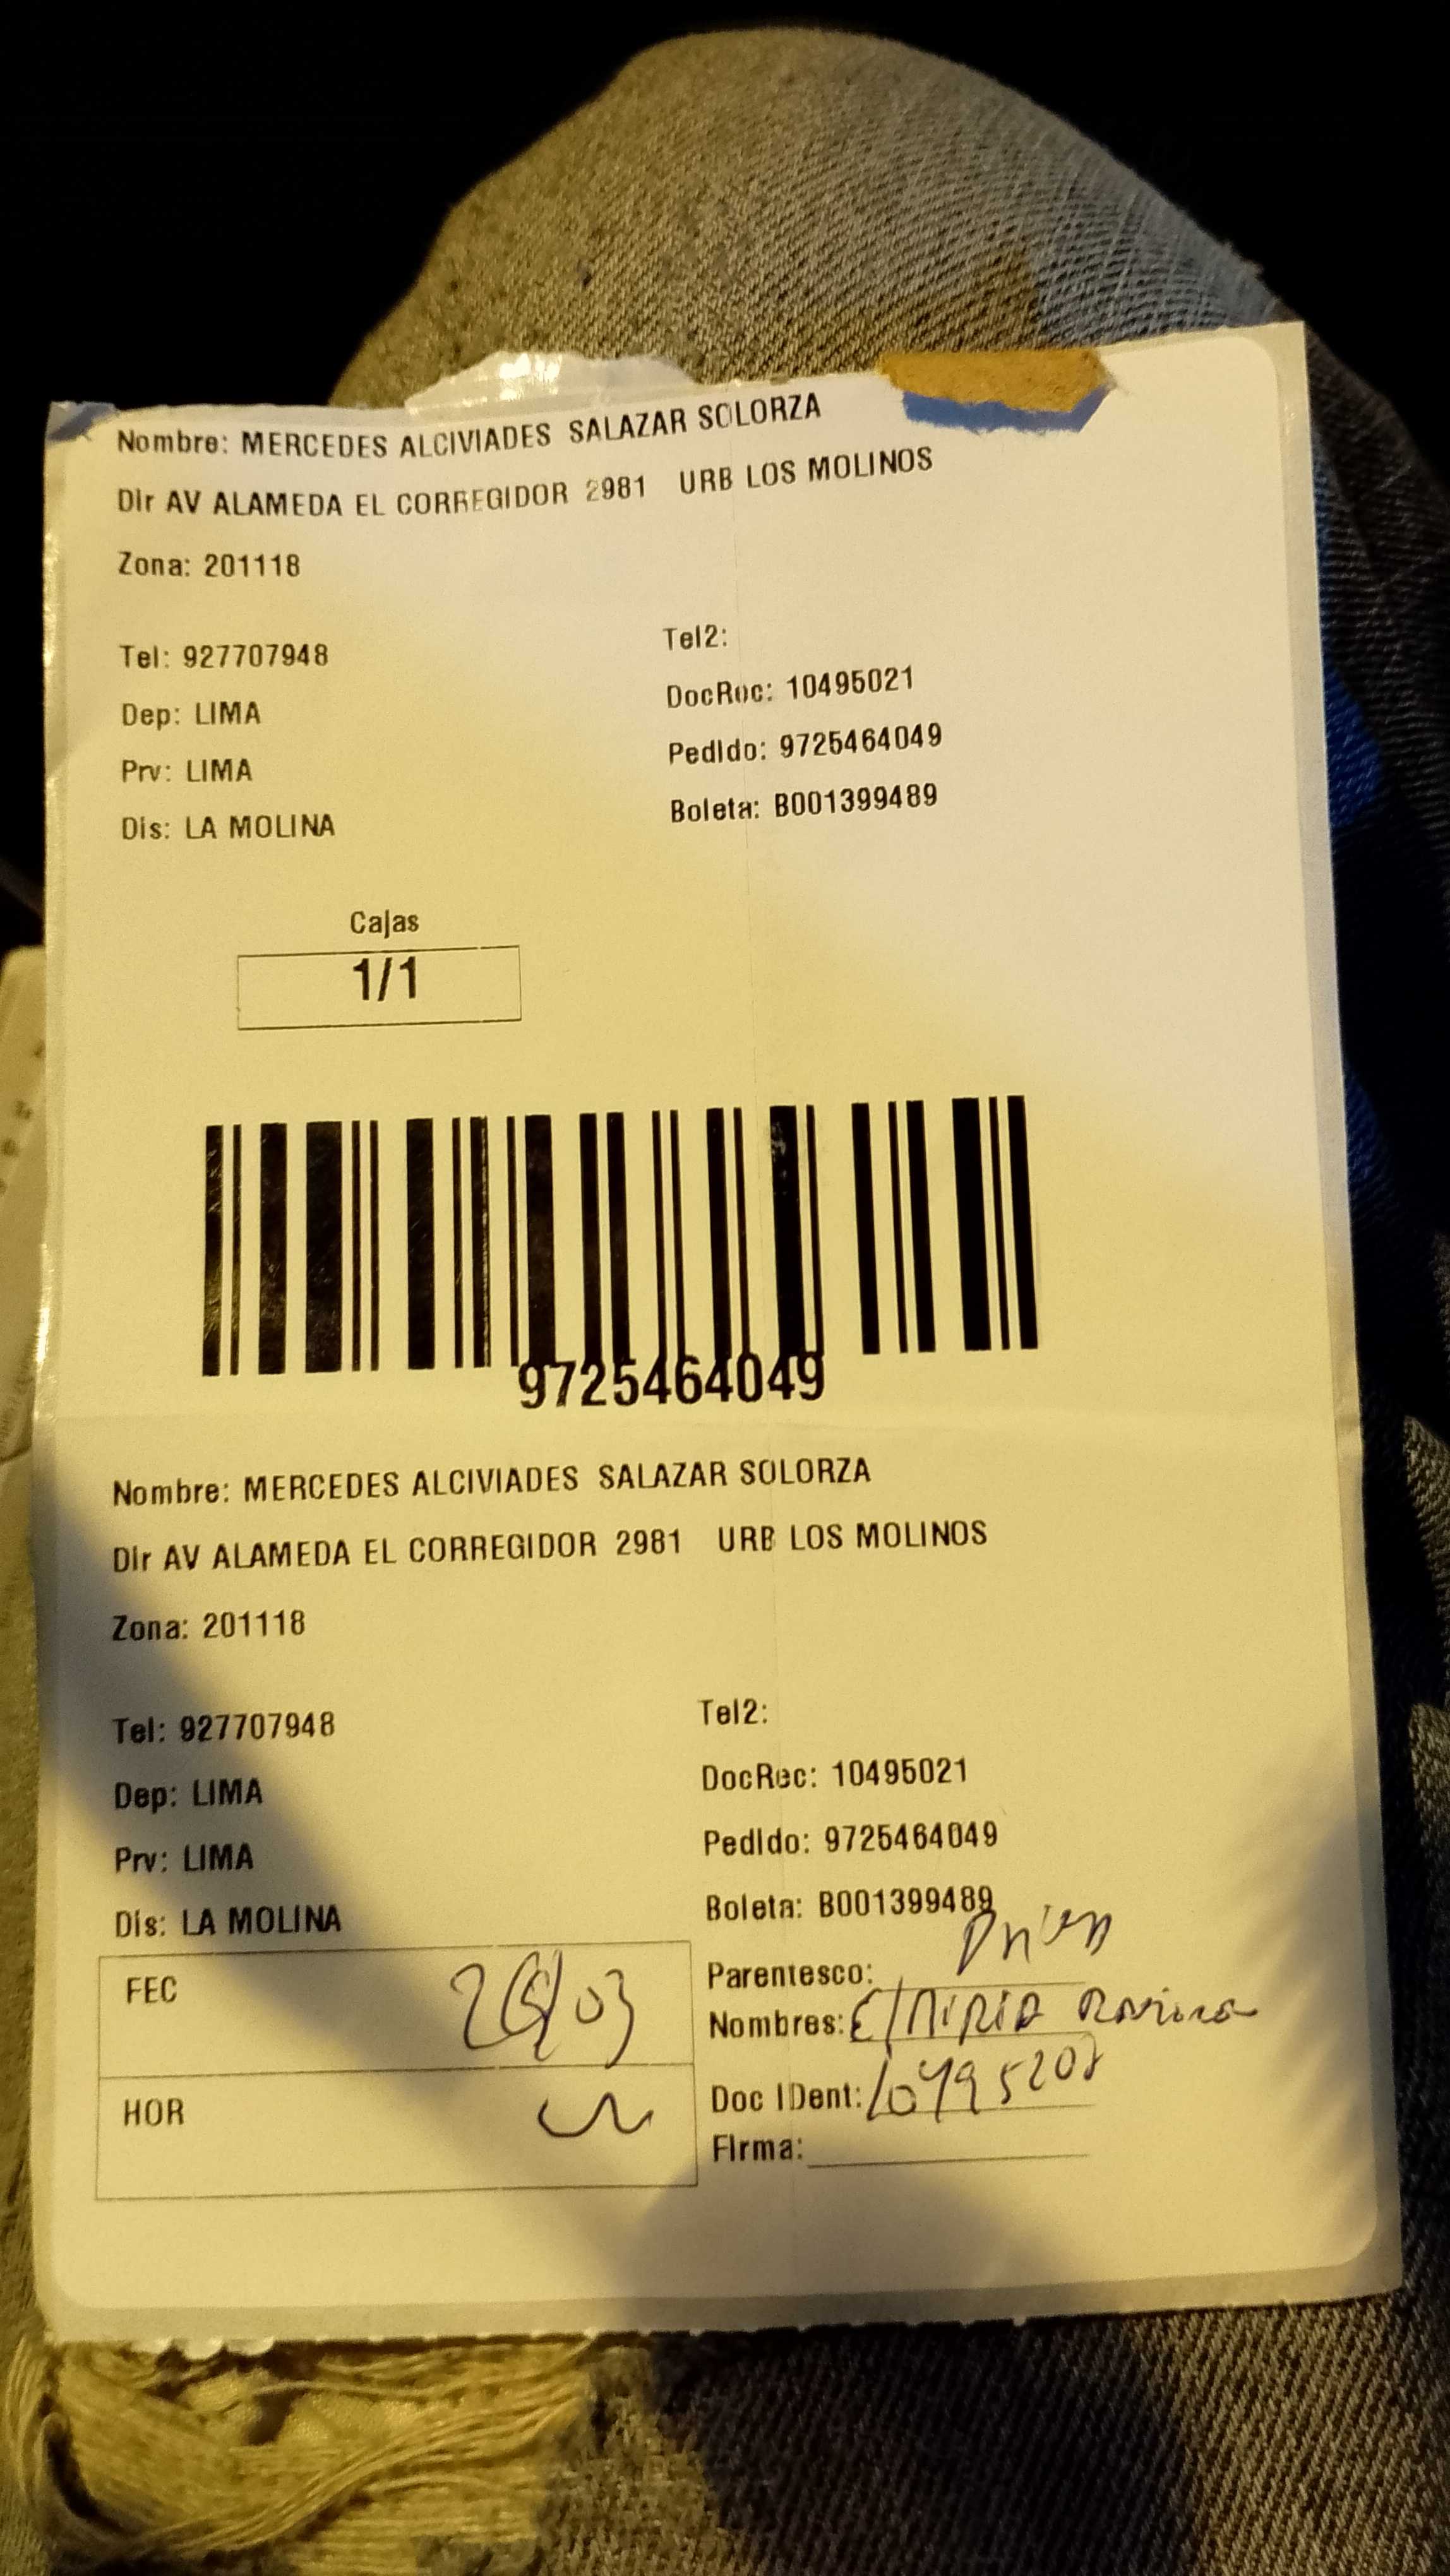 Nombre: MERCEDES ALCIVIADES SALAZAR SOLORZA
Dir AV ALAMEDA EL CORREGIDOR 2981 URB LOS MOLINOS
Zona: 201118
Tel: 927707948
Tel2:
Dep: LIMA
DocRec: 10495021
Prv: LIMA
Pedido: 9725464049
Dis: LA MOLINA
Boleta: B001399489
Cajas
1/1
9725464049
Nombre: MERCEDES ALCIVIADES SALAZAR SOLORZA
Dir AV ALAMEDA EL CORREGIDOR 2981 URB LOS MOLINOS
Zona: 201118
Tel: 927707948
Tel2:
Dep: LIMA
DocRec: 10495021
Prv: LIMA
Pedido: 9725464049
Dis: LA MOLINA
Boleta: B001399489
FEC
Parentesco:
Nombres:
HOR
Doc IDent:
Firma: